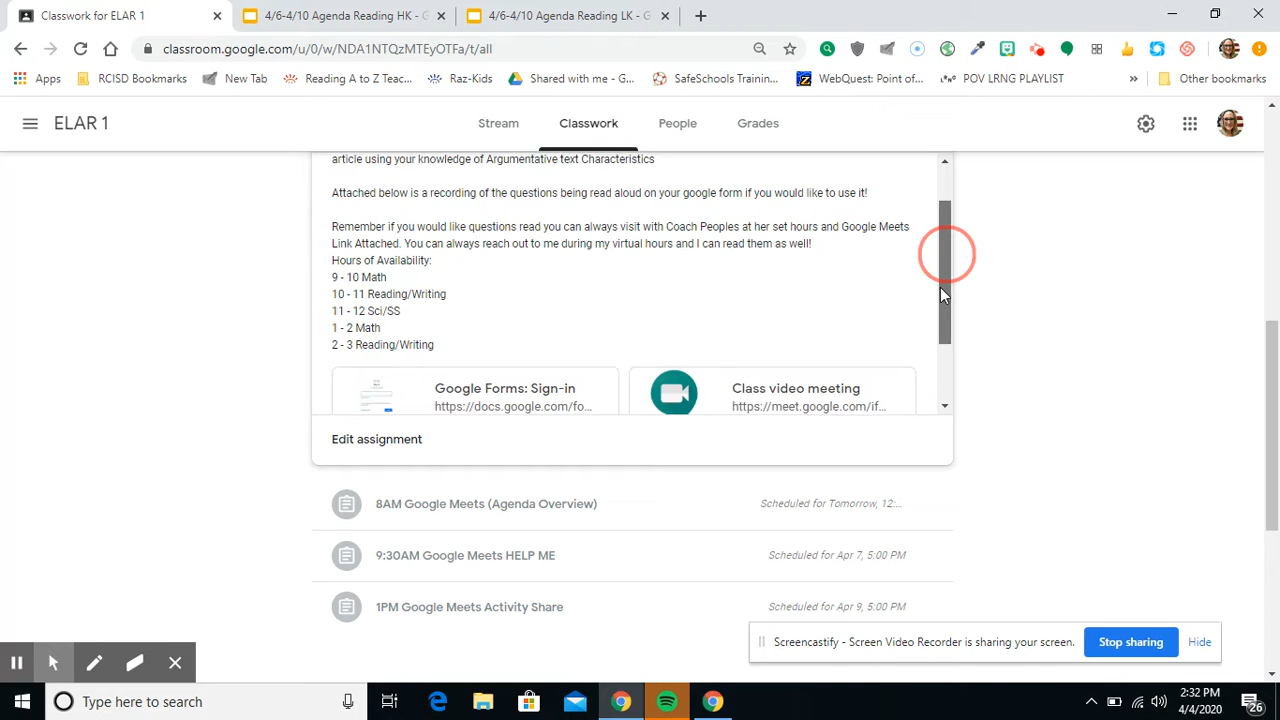 Classwork for ELAR 1
4/6-4/10 Agenda Reading HK - G
4/6-4/10 Agenda Reading LK - G
classroom.google.com/u/0/w/NDA1NTQzMTEyOTFa/t/all
Apps
RCISD Bookmarks
New Tab
Reading A to Z Teac...
Raz-Kids
Shared with me - G...
SafeSchools Trainin...
WebQuest: Point of...
POV LRNG PLAYLIST
»
Other bookmarks
ELAR 1
Stream
Classwork
People
Grades
article using your knowledge of Argumentative text Characteristics
Attached below is a recording of the questions being read aloud on your google form if you would like to use it!
Remember if you would like questions read you can always visit with Coach Peoples at her set hours and Google Meets
Link Attached. You can always reach out to me during my virtual hours and I can read them as well!
Hours of Availability:
9 - 10 Math
10 - 11 Reading/Writing
11 - 12 Sci/SS
1 - 2 Math
2 - 3 Reading/Writing
Google Forms: Sign-in
https://docs.google.com/fo...
Class video meeting
https://meet.google.com/if...
Edit assignment
8AM Google Meets (Agenda Overview)
Scheduled for Tomorrow, 12:...
9:30AM Google Meets HELP ME
Scheduled for Apr 7, 5:00 PM
1PM Google Meets Activity Share
Scheduled for Apr 9, 5:00 PM
Screencastify - Screen Video Recorder is sharing your screen.
Stop sharing
Hide
Type here to search
2:32 PM
4/4/2020
26